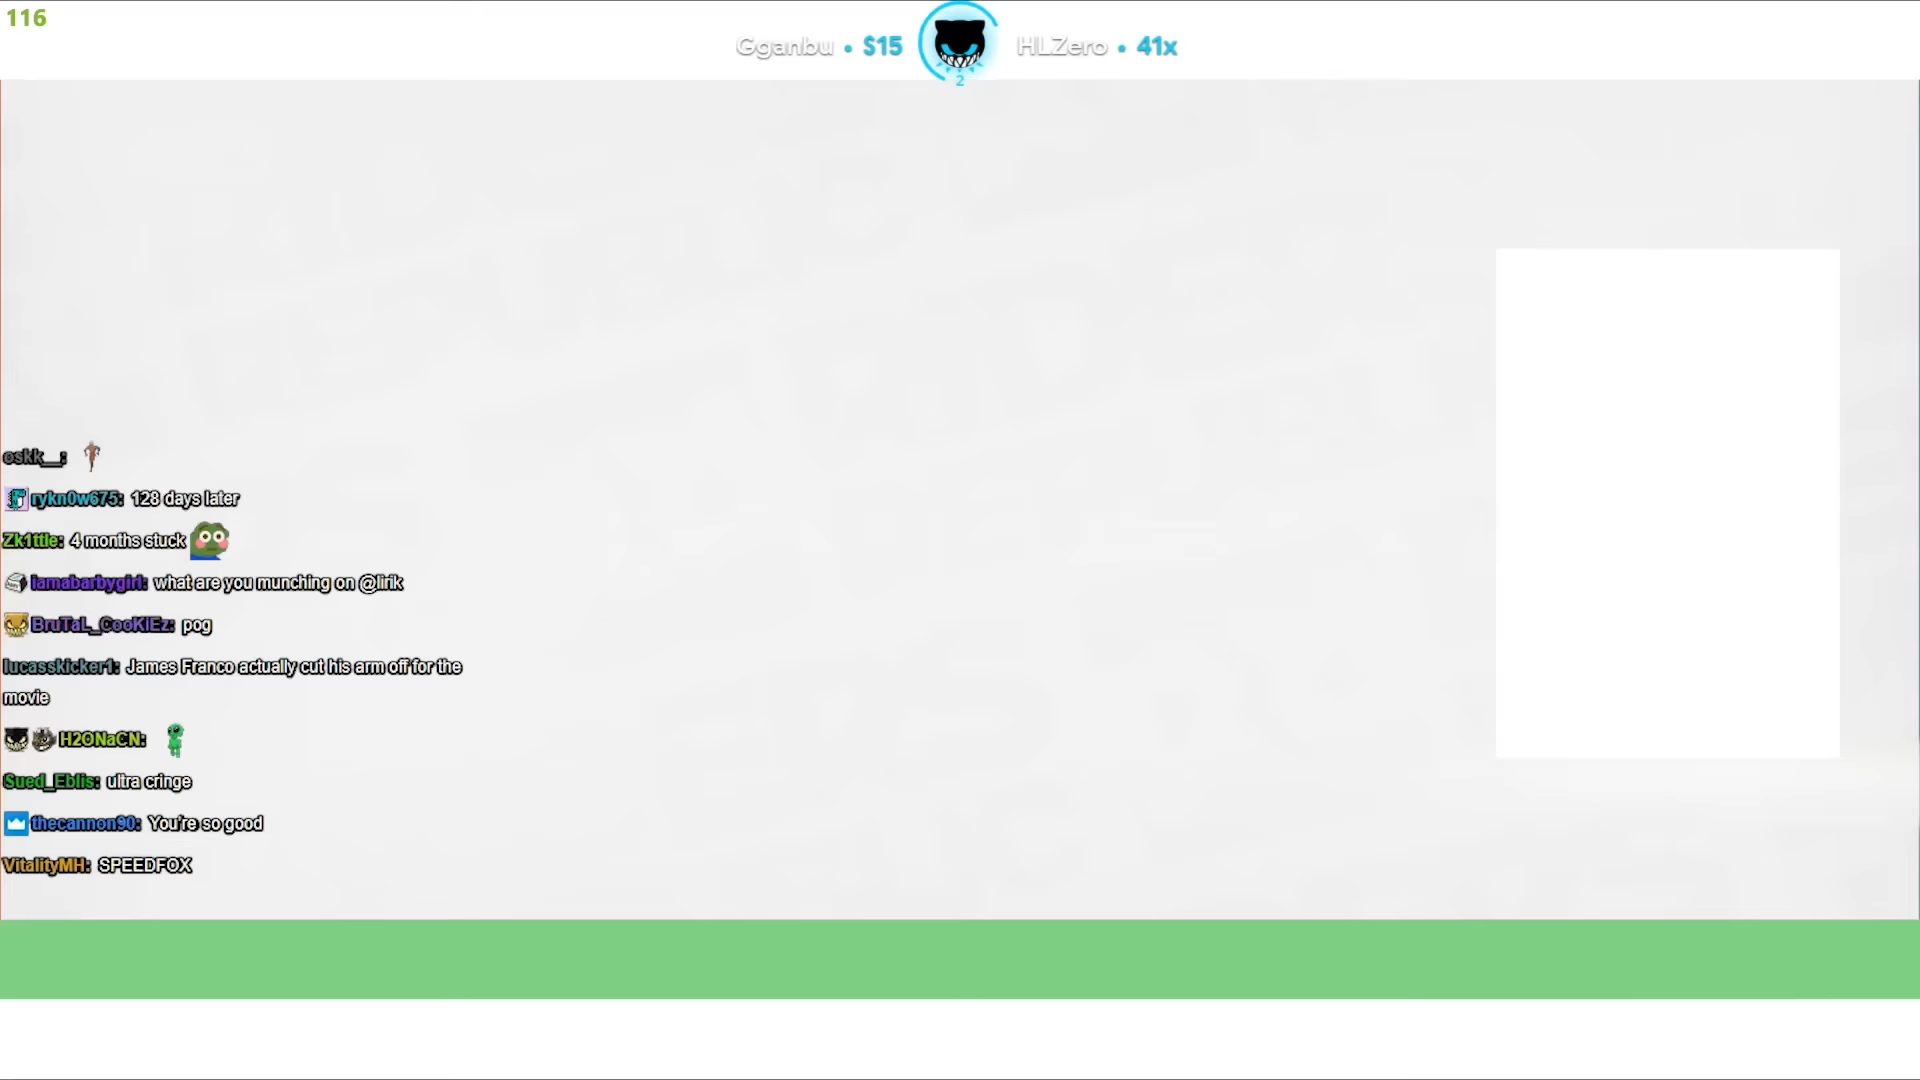 116
Gganbu • $15
HLZero • 41x
2
oskk__:
rykn0w675: 128 days later
Zk1ttle: 4 months stuck
iamabarbygirl: what are you munching on @lirik
BruTaL_CooKIEz: pog
lucasskicker1: James Franco actually cut his arm off for the
movie
H2ONaCN:
Sued_Eblis: ultra cringe
thecannon90: You're so good
VitalityMH: SPEEDFOX